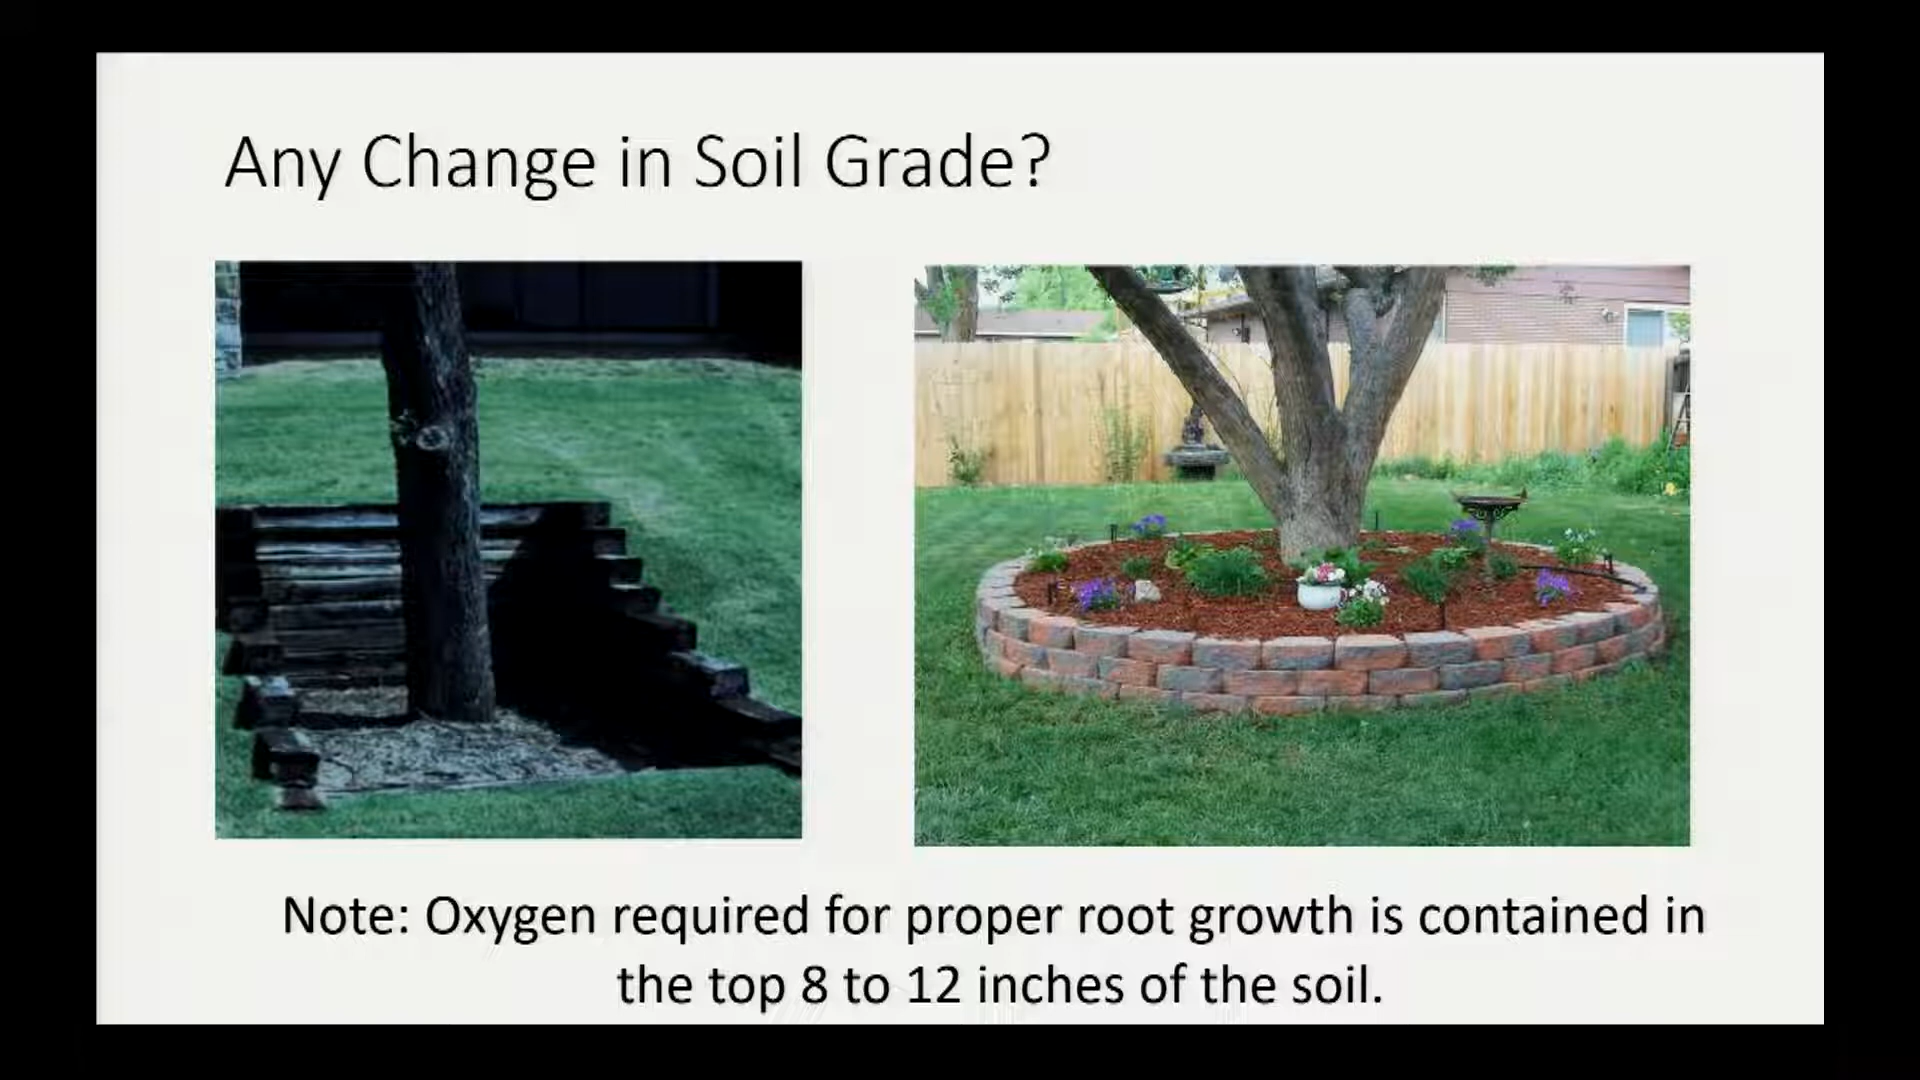 Any Change in Soil Grade?
Note: Oxygen required for proper root growth is contained in
the top 8 to 12 inches of the soil.